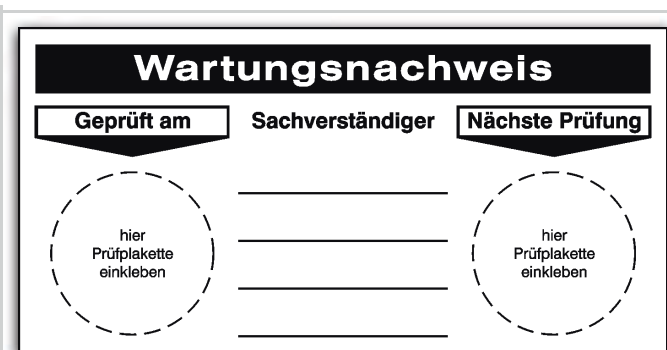 Wartungsnachweis
Geprüft am
Sachverständiger
Nächste Prüfung
hier
Prüfplakette
einkleben
hier
Prüfplakette
einkleben